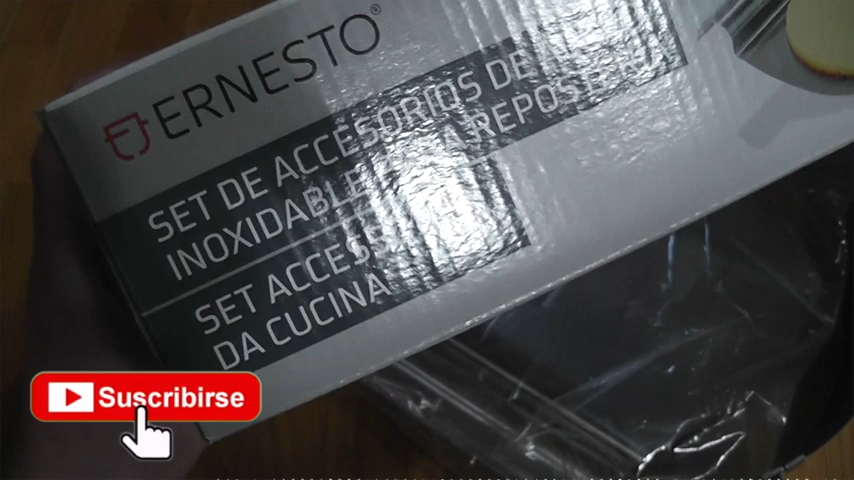 ERNESTO®
SET DE ACCESORIOS DE
INOXIDABLE REPOSTERÍA
SET ACCESS
DA CUCINA
Suscribirse